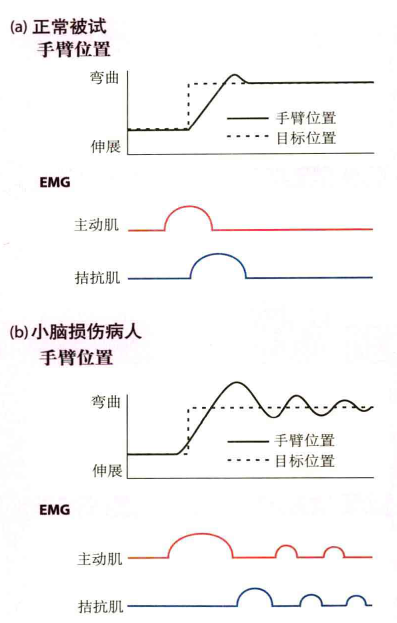 (a) 正常被试
手臂位置
弯曲
手臂位置
目标位置
伸展
EMG
主动肌
拮抗肌
(b) 小脑损伤病人
手臂位置
弯曲
手臂位置
目标位置
伸展
EMG
主动肌
拮抗肌